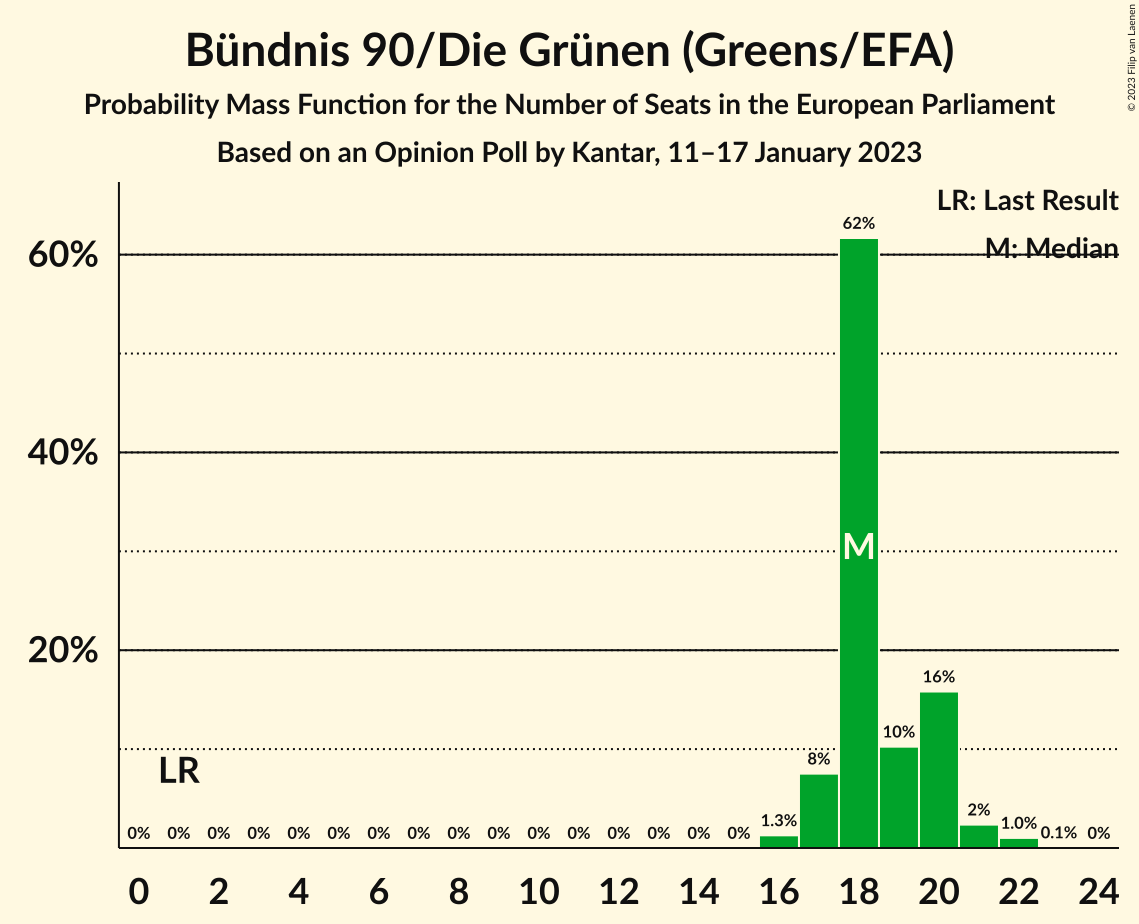 Bündnis 90/Die Grünen (Greens/EFA)
Probability Mass Function for the Number of Seats in the European Parliament
Based on an Opinion Poll by Kantar, 11–17 January 2023
© 2023 Filip van Laenen
LR: Last Result
M: Median
60%
40%
20%
62%
M
16%
10%
8%
LR
2%
1.3%
1.0%
0% 0% 0% 0% 0% 0% 0% 0% 0% 0% 0% 0% 0% 0% 0% 0% 0.1% 0%
0 2 4 6 8 10 12 14 16 18 20 22 24